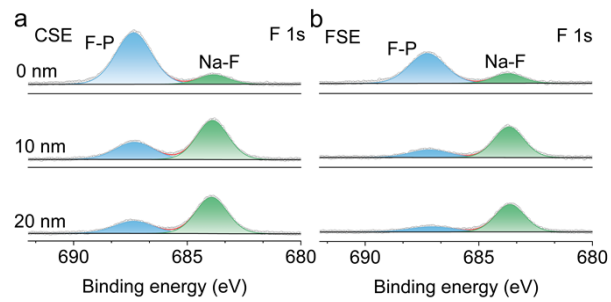 a
CSE
F-P
Na-F
F 1s
0 nm
10 nm
20 nm
690
685
680
Binding energy (eV)
b
FSE
F-P
Na-F
F 1s
690
685
680
Binding energy (eV)